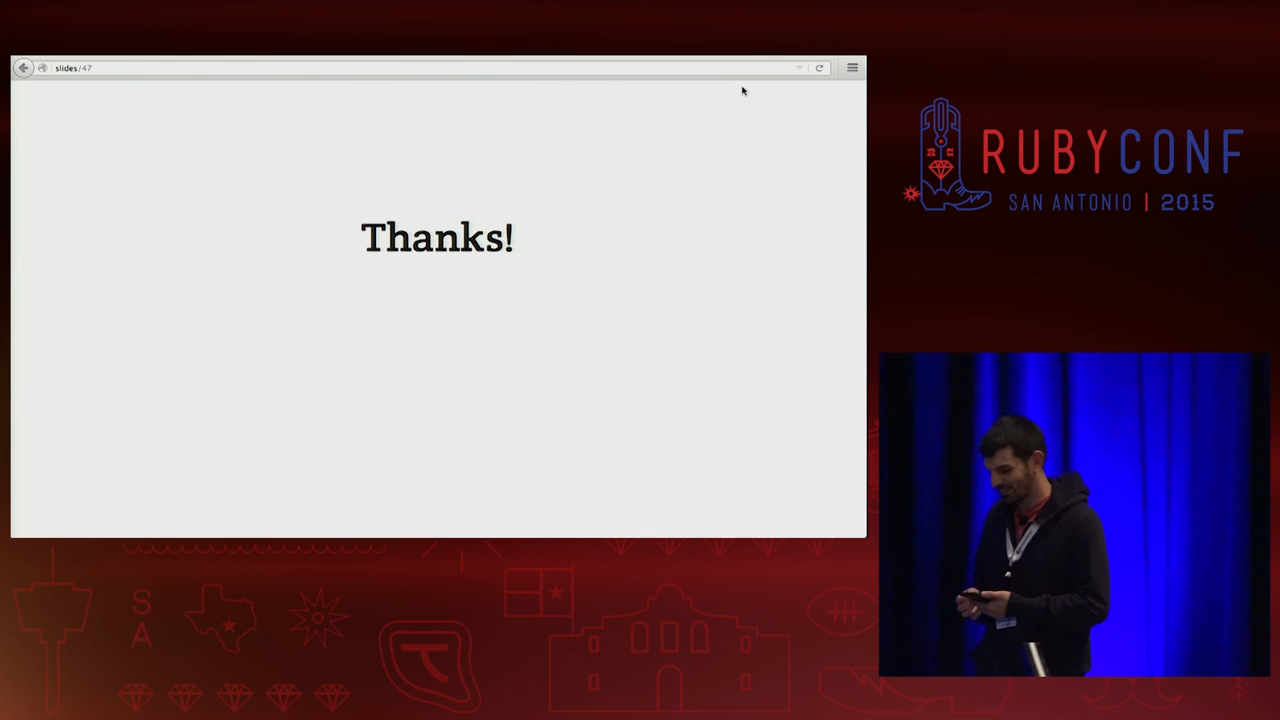 slides/47
Thanks!
RUBYCONF
SAN ANTONIO | 2015
S
A